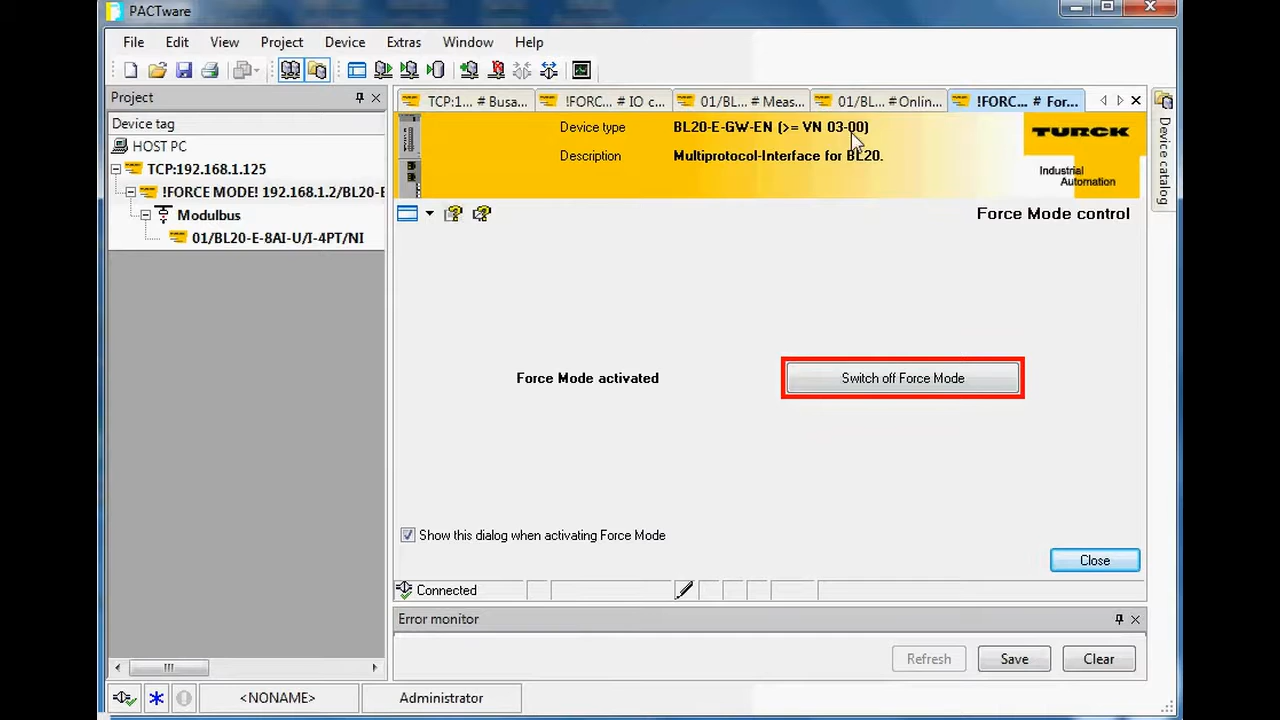 PACTware
File Edit View Project Device Extras Window Help
Project
Device tag
HOST PC
TCP:192.168.1.125
!FORCE MODE! 192.168.1.2/BL20-E
Modulbus
01/BL20-E-8AI-U/I-4PT/NI
TCP:1... # Busa... !FORC... # IO c... 01/BL... # Meas... 01/BL... #Onlin... !FORC... # For...
Device type BL20-E-GW-EN (>= VN 03-00)
Description Multiprotocol-Interface for BL20.
TURCK
Industrial
Automation
Device catalog
Force Mode control
Force Mode activated Switch off Force Mode
Show this dialog when activating Force Mode
Close
Connected
Error monitor
Refresh Save Clear
<NONAME> Administrator